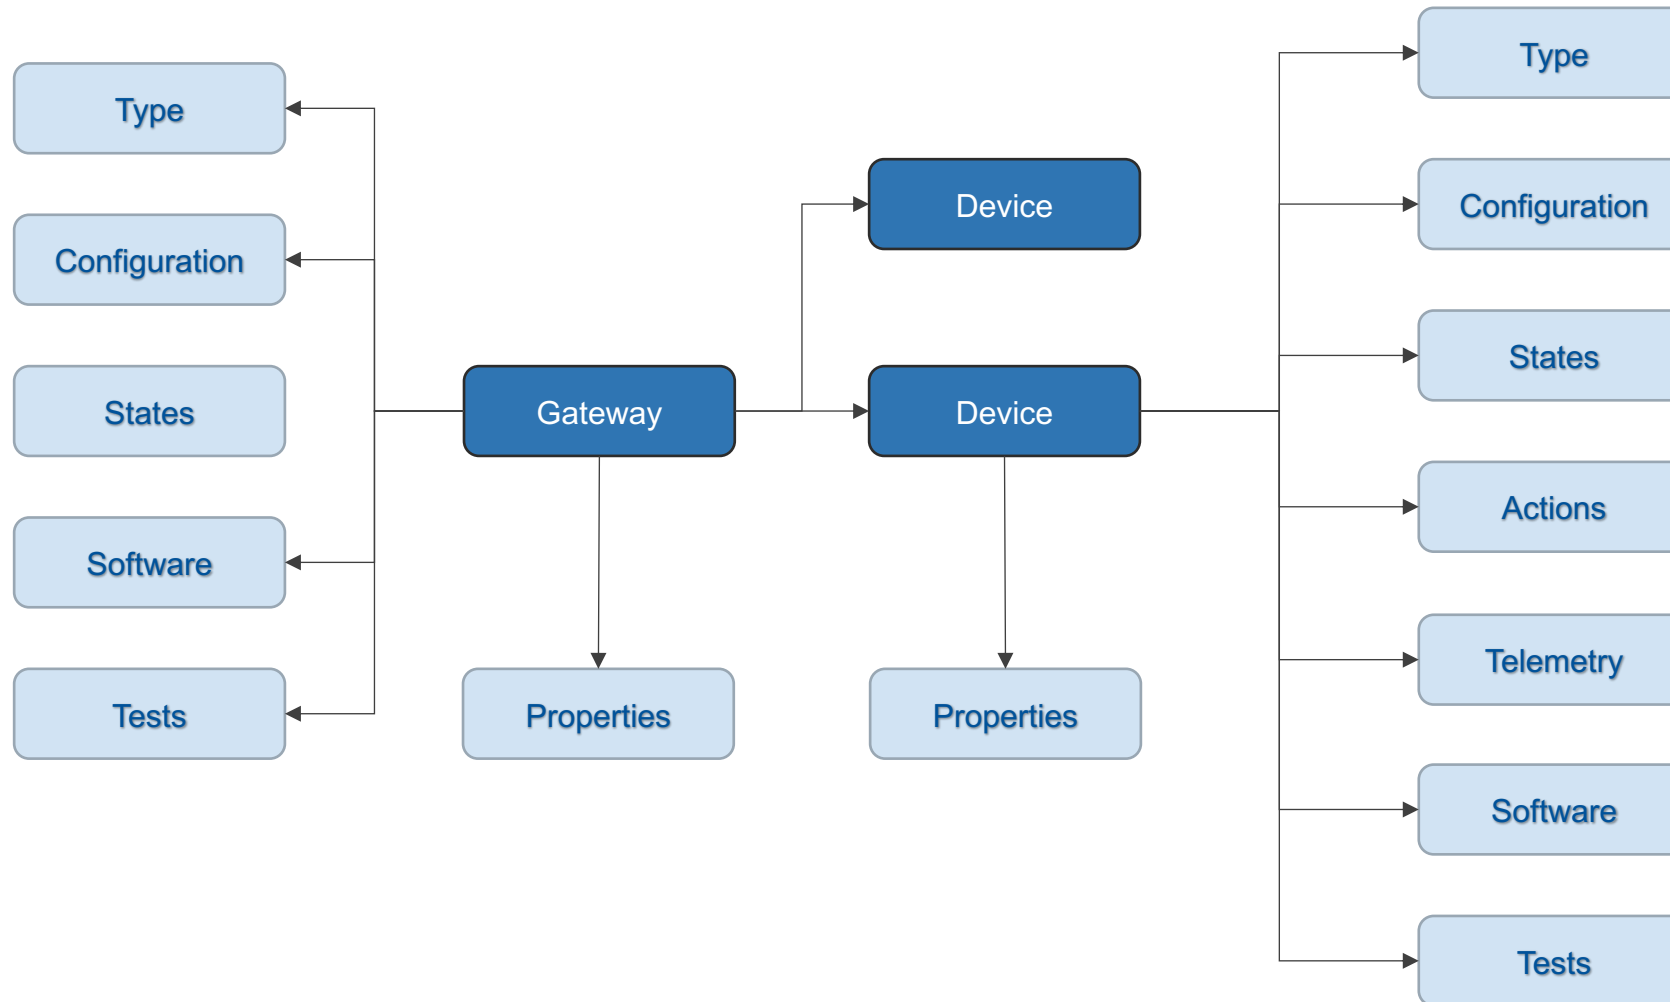 Type
Configuration
States
Software
Tests
Gateway
Properties
Device
Device
Properties
Type
Configuration
States
Actions
Telemetry
Software
Tests